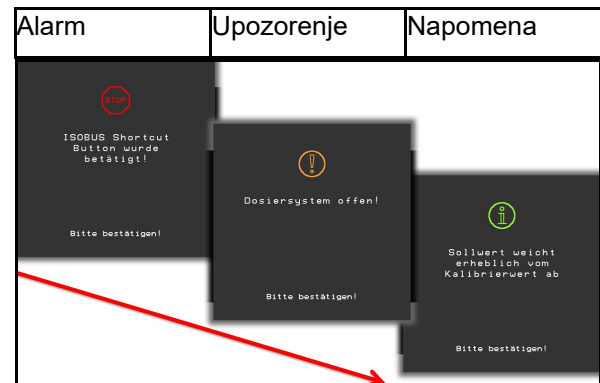 Alarm
Upozorenje
Napomena
STOP
ISOBUS Shortcut
Button wurde
betätigt!
Bitte bestätigen!
Dosiersystem offen!
Bitte bestätigen!
Sollwert weicht
erheblich vom
Kalibrierwert ab
Bitte bestätigen!